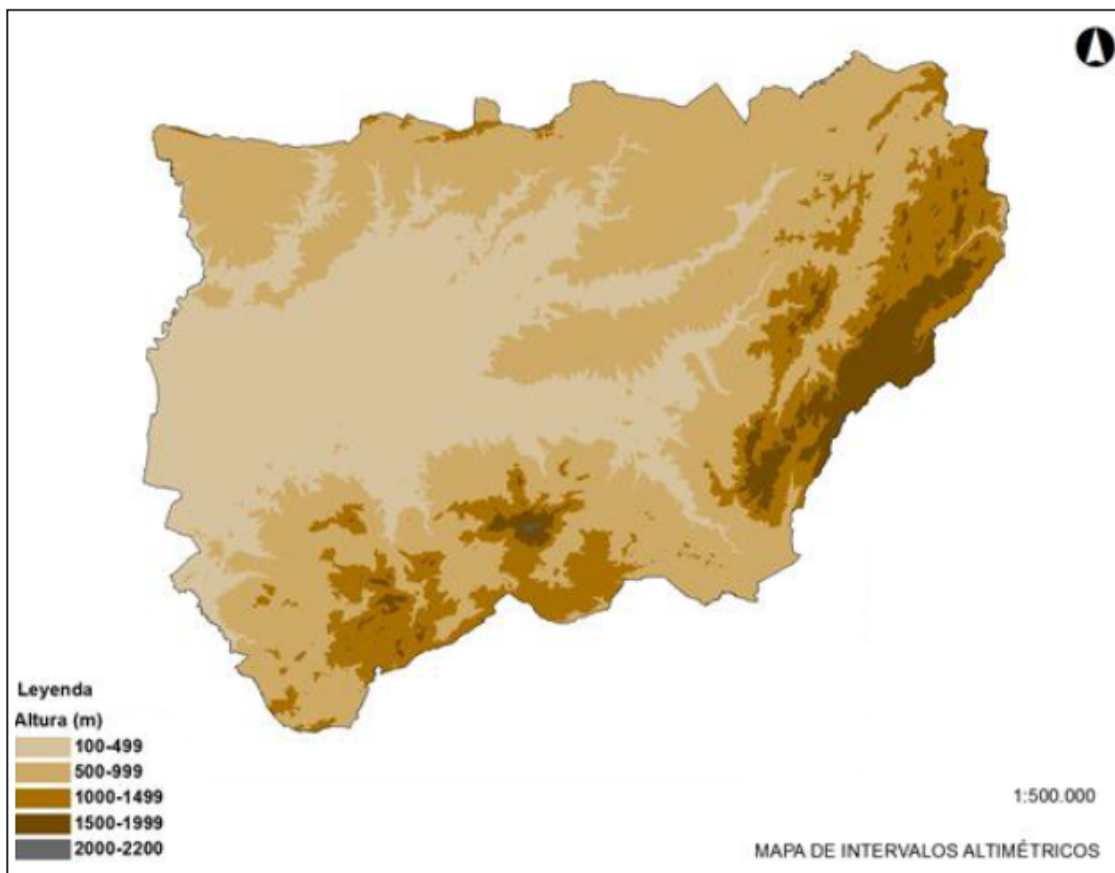 Leyenda
Altura (m)
100-499
500-999
1000-1499
1500-1999
2000-2200
1:500.000
MAPA DE INTERVALOS ALTIMÉTRICOS